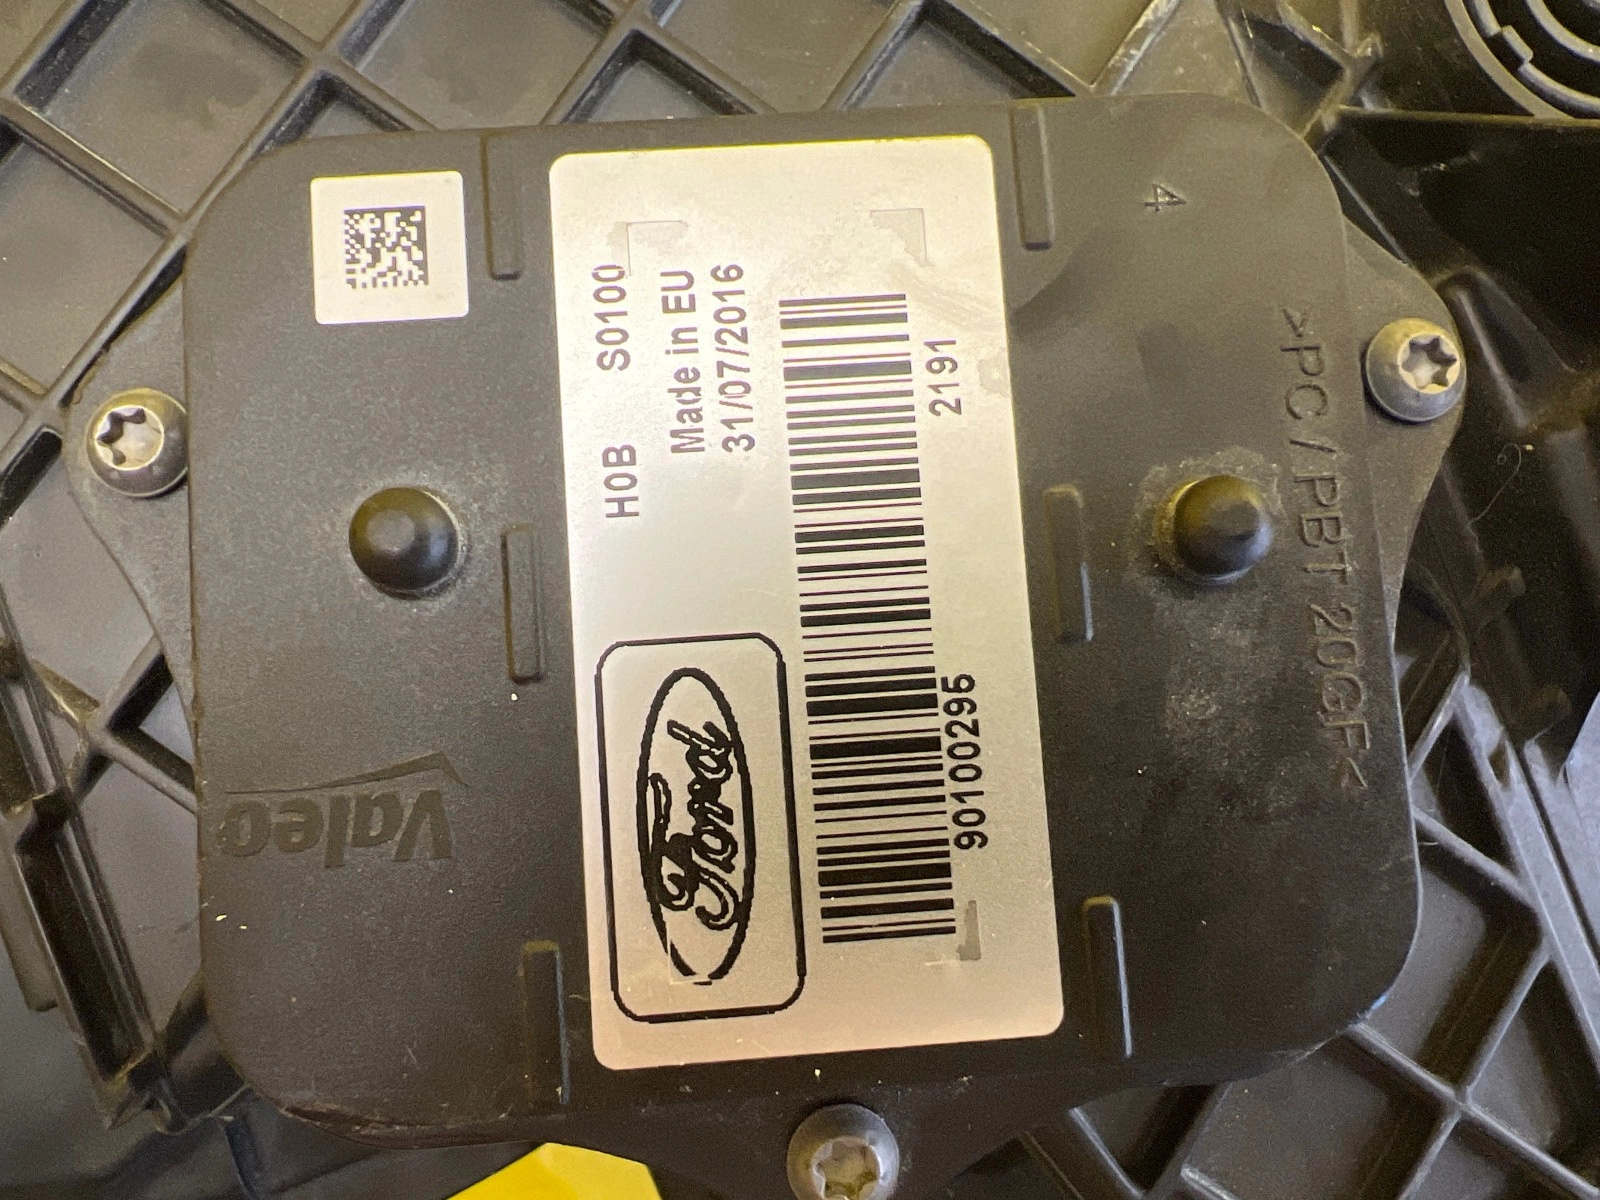 H0B S0100
Made in EU
31/07/2016
Ford
90100295
2191
Valeo
4
>PC / PBT 20GF<